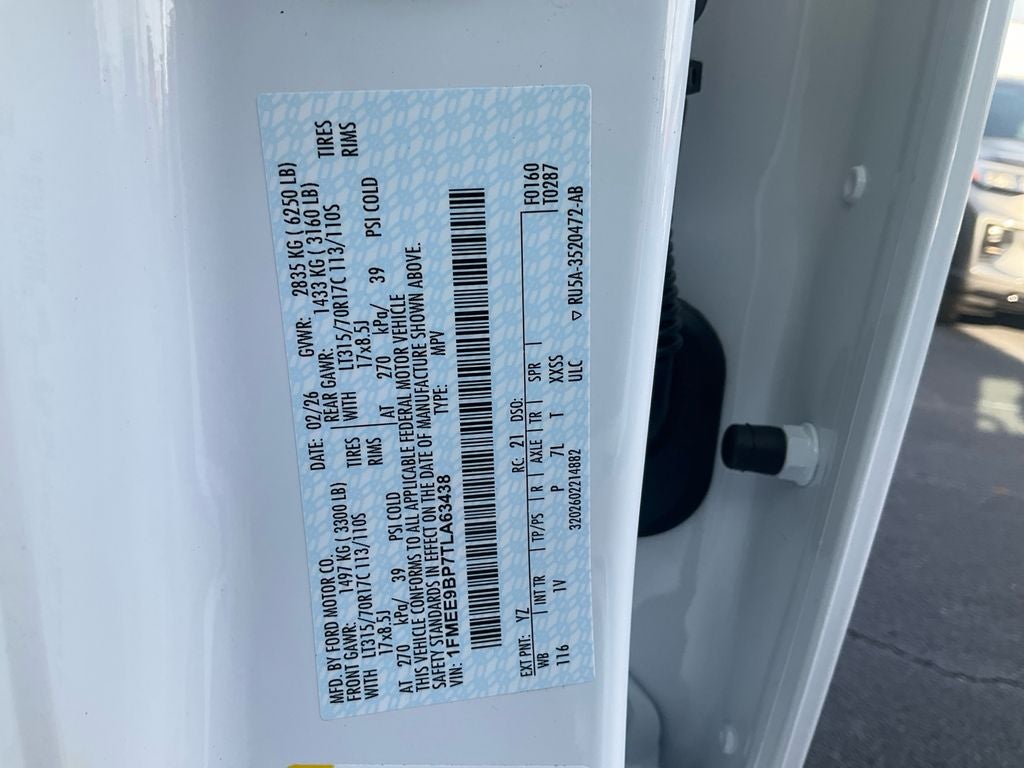 MFD. BY FORD MOTOR CO. DATE: 02/26 GVWR: 2835 KG ( 6250 LB)
FRONT GAWR: 1497 KG ( 3300 LB) REAR GAWR: 1433 KG ( 3160 LB)
WITH LT315/70R17C 113/110S TIRES WITH LT315/70R17C 113/110S TIRES
17x8.5J RIMS 17x8.5J RIMS
AT 270 kPa/ 39 PSI COLD AT 270 kPa/ 39 PSI COLD
THIS VEHICLE CONFORMS TO ALL APPLICABLE FEDERAL MOTOR VEHICLE
SAFETY STANDARDS IN EFFECT ON THE DATE OF MANUFACTURE SHOWN ABOVE.
VIN: 1FMEE9BP7TLA63438 TYPE: MPV
EXT PNT: YZ RC: 21 DSO: F0160
WB INT TR TP/PS R AXLE TR SPR T0287
116 1V P 7L T XXSS
3202602214882 ULC ▽ RU5A-3520472-AB